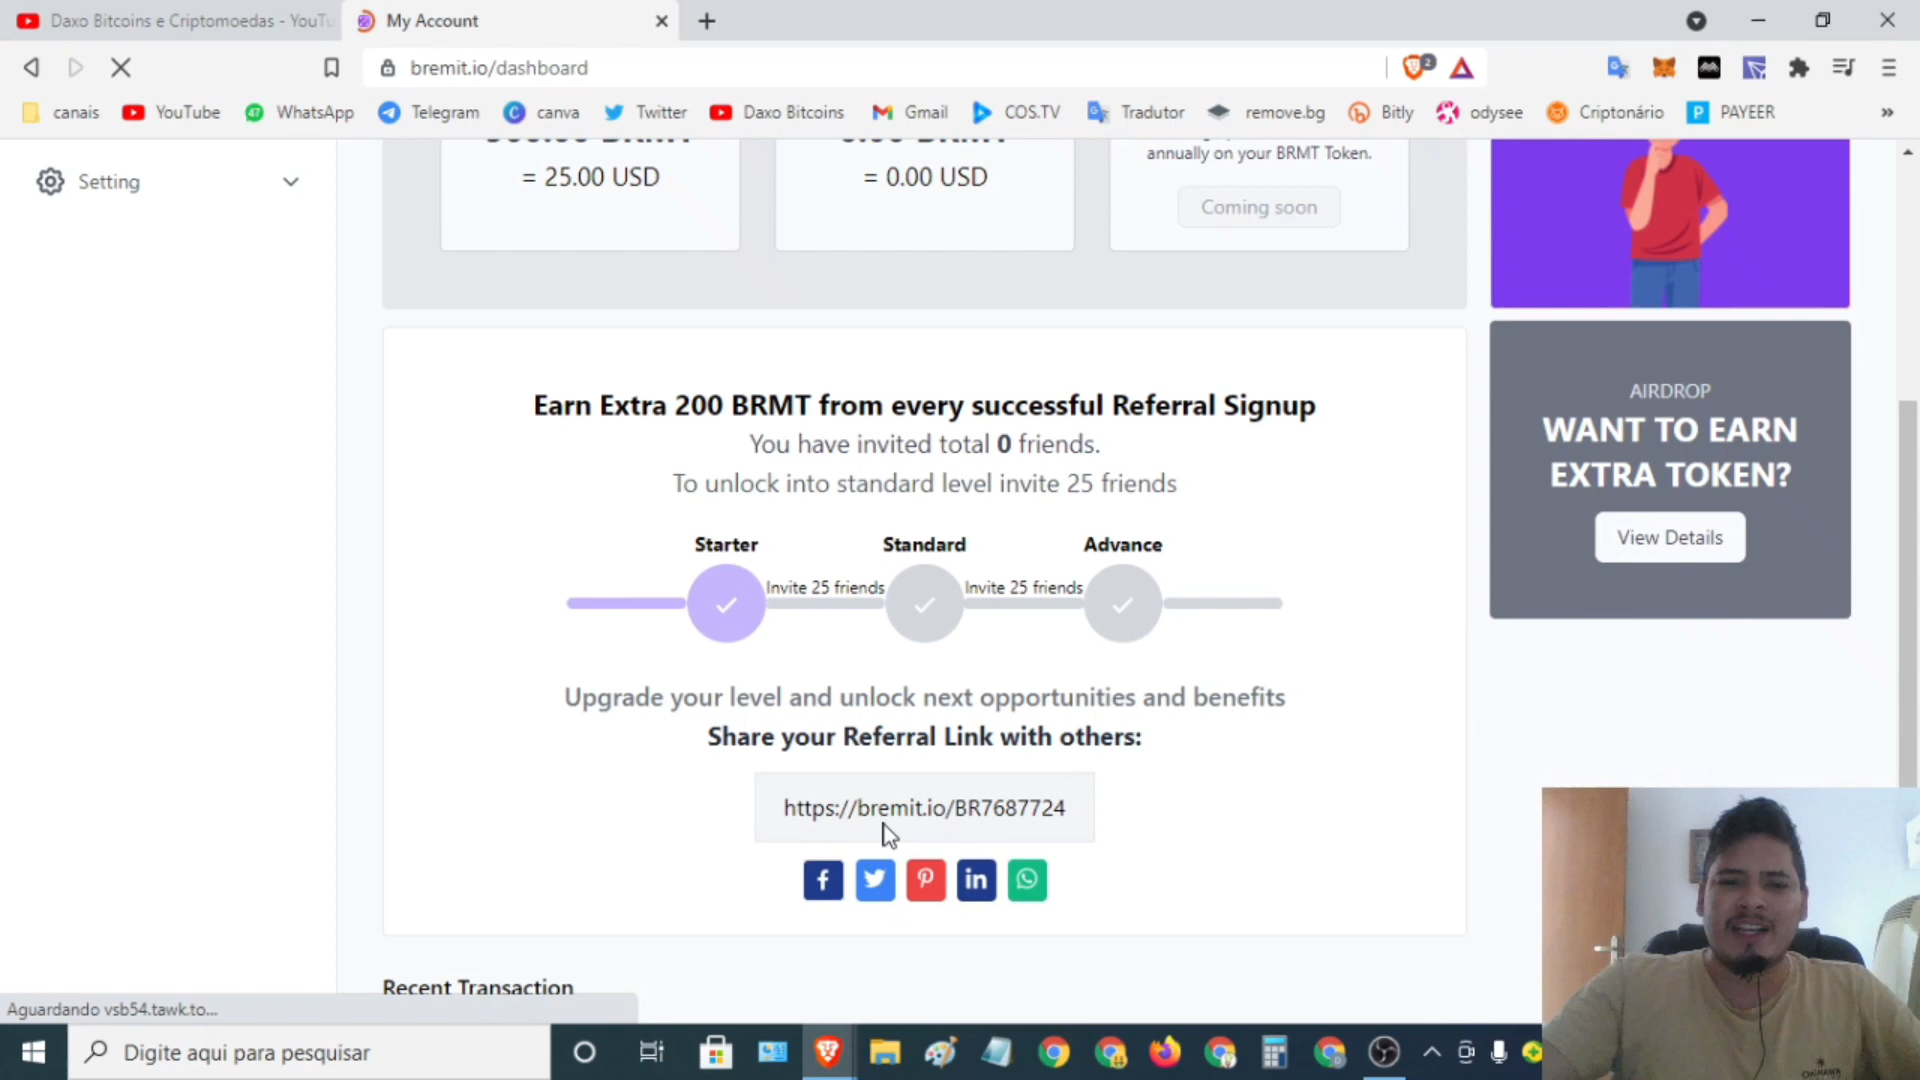 Daxo Bitcoins e Criptomoedas - YouTu
My Account
bremit.io/dashboard
2
canais
YouTube
47
WhatsApp
Telegram
canva
Twitter
Daxo Bitcoins
Gmail
COS.TV
Tradutor
remove.bg
Bitly
odysee
Criptonário
PAYEER
»
Setting
= 25.00 USD
= 0.00 USD
annually on your BRMT Token.
Coming soon
Earn Extra 200 BRMT from every successful Referral Signup
You have invited total 0 friends.
To unlock into standard level invite 25 friends
Starter
Standard
Advance
Invite 25 friends
Invite 25 friends
Upgrade your level and unlock next opportunities and benefits
Share your Referral Link with others:
https://bremit.io/BR7687724
AIRDROP
WANT TO EARN
EXTRA TOKEN?
View Details
Recent Transaction
Aguardando vsb54.tawk.to...
Digite aqui para pesquisar